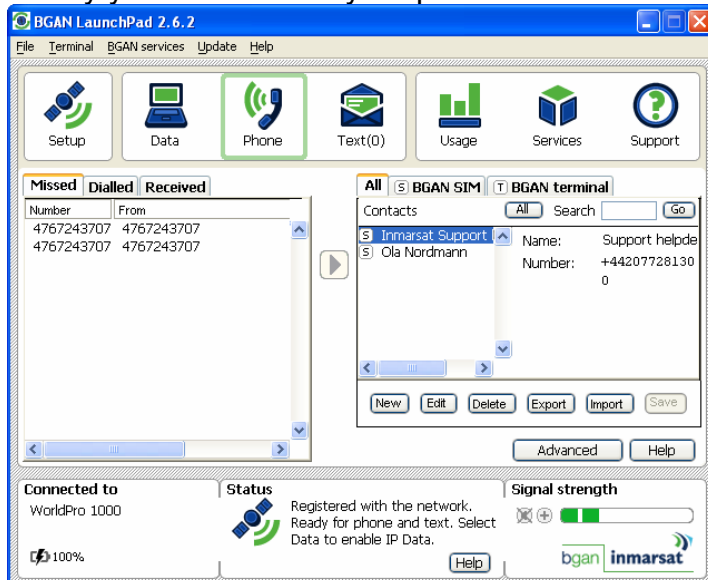 BGAN LaunchPad 2.6.2
File Terminal BGAN services Update Help
Setup Data Phone Text(0) Usage Services Support
Missed Dialled Received
Number From
4767243707 4767243707
4767243707 4767243707
All S BGAN SIM T BGAN terminal
Contacts All Search Go
S Inmarsat Support
S Ola Nordmann
Name: Support helpde
Number: +44207728130
0
New Edit Delete Export Import Save
Advanced Help
Connected to
WorldPro 1000
100%
Status
Registered with the network.
Ready for phone and text. Select
Data to enable IP Data.
Help
Signal strength
bgan inmarsat